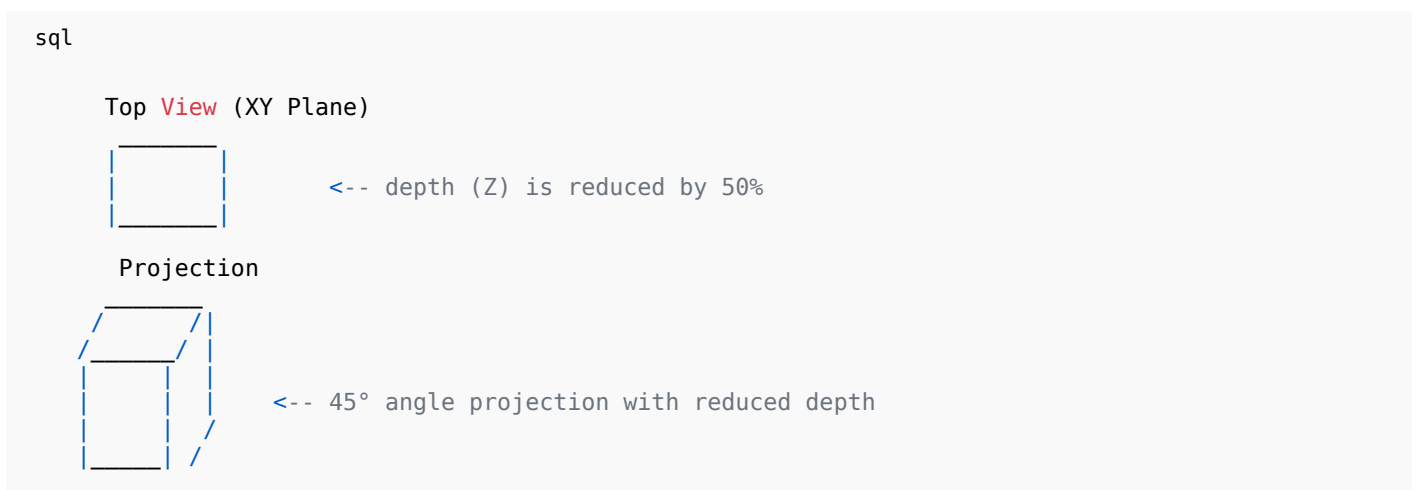 sql
Top View (XY Plane)
<-- depth (Z) is reduced by 50%
Projection
<-- 45° angle projection with reduced depth